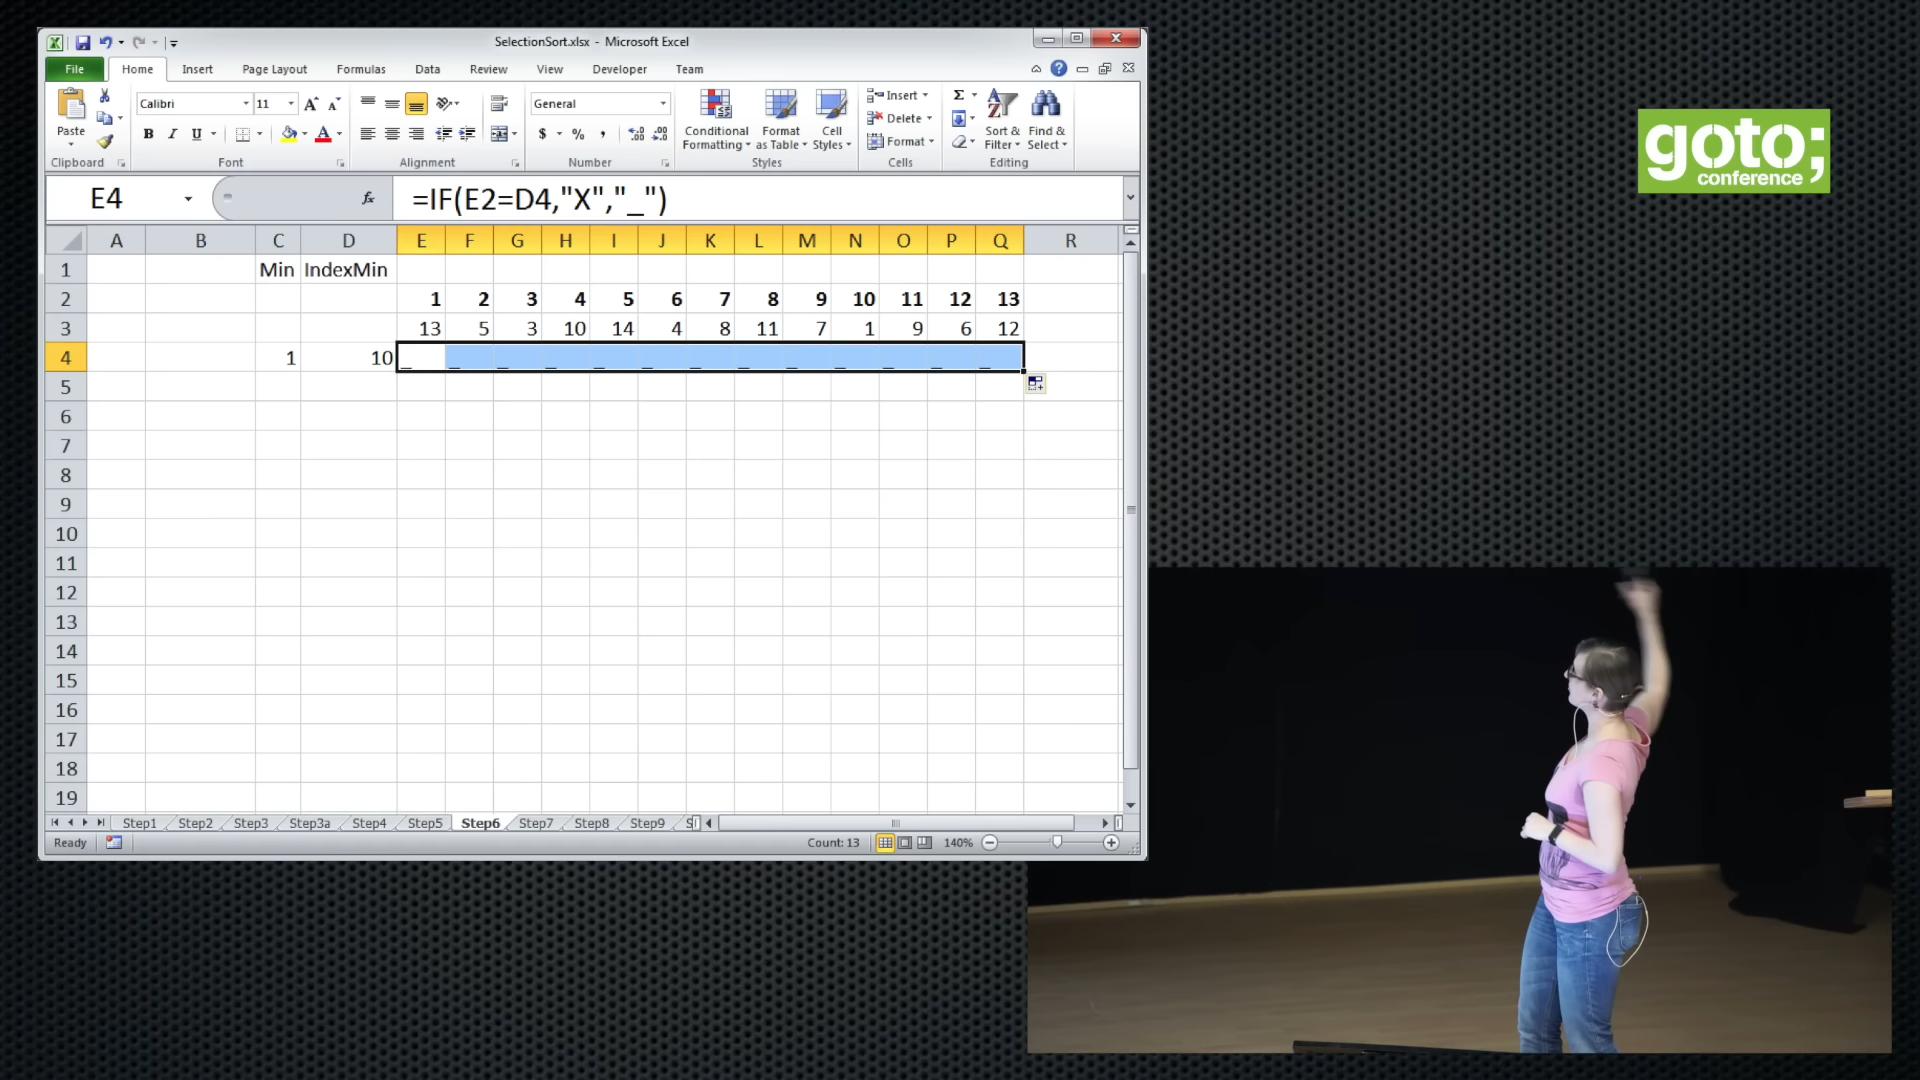 SelectionSort.xlsx - Microsoft Excel
File Home Insert Page Layout Formulas Data Review View Developer Team
Paste
Clipboard
Calibri 11
B I U A
Font
Alignment
General
$ % ,
Number
Conditional Formatting
Format as Table
Cell Styles
Styles
Insert
Delete
Format
Cells
Σ
Sort & Filter
Find & Select
Editing
E4 fx =IF(E2=D4,"X","_")
A B C D E F G H I J K L M N O P Q R
1 Min IndexMin
2 1 2 3 4 5 6 7 8 9 10 11 12 13
3 13 5 3 10 14 4 8 11 7 1 9 6 12
4 1 10 _ _ _ _ _ _ _ _ _ _ _ _ _
5
6
7
8
9
10
11
12
13
14
15
16
17
18
19
Step1 Step2 Step3 Step3a Step4 Step5 Step6 Step7 Step8 Step9
Ready Count: 13 140%
goto;
conference